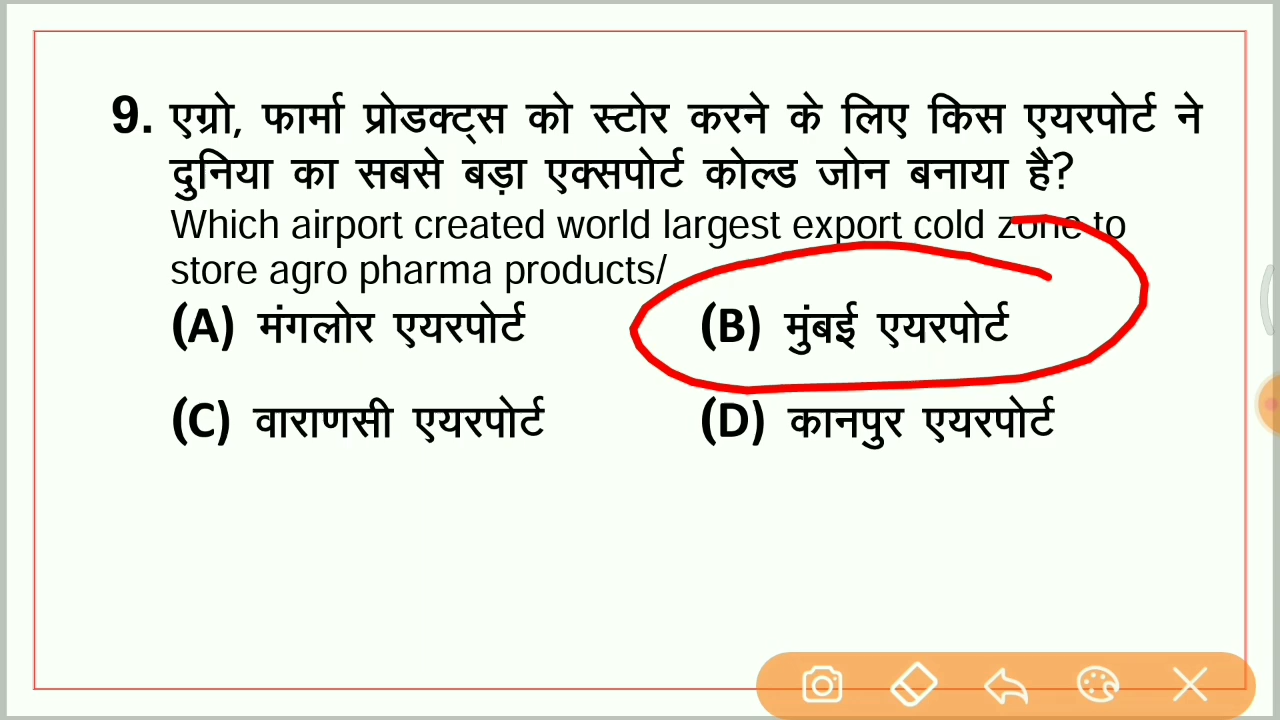 9. एग्रो, फार्मा प्रोडक्ट्स को स्टोर करने के लिए किस एयरपोर्ट ने
दुनिया का सबसे बड़ा एक्सपोर्ट कोल्ड जोन बनाया है?
Which airport created world largest export cold zone to
store agro pharma products/
(A) मंगलोर एयरपोर्ट (B) मुंबई एयरपोर्ट
(C) वाराणसी एयरपोर्ट (D) कानपुर एयरपोर्ट